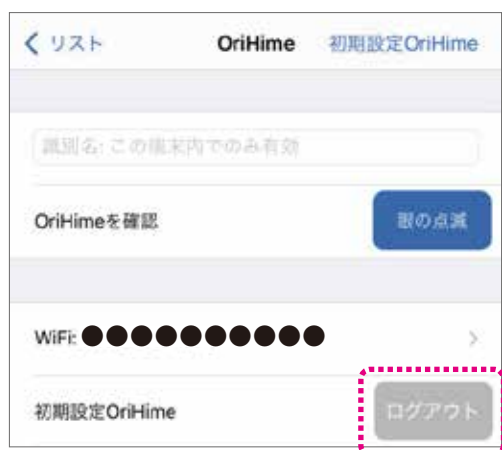 リスト OriHime 初期設定OriHime
識別名: この端末内でのみ有効
OriHimeを確認 眼の点滅
WiFi: ●●●●●●●●●●
初期設定OriHime ログアウト